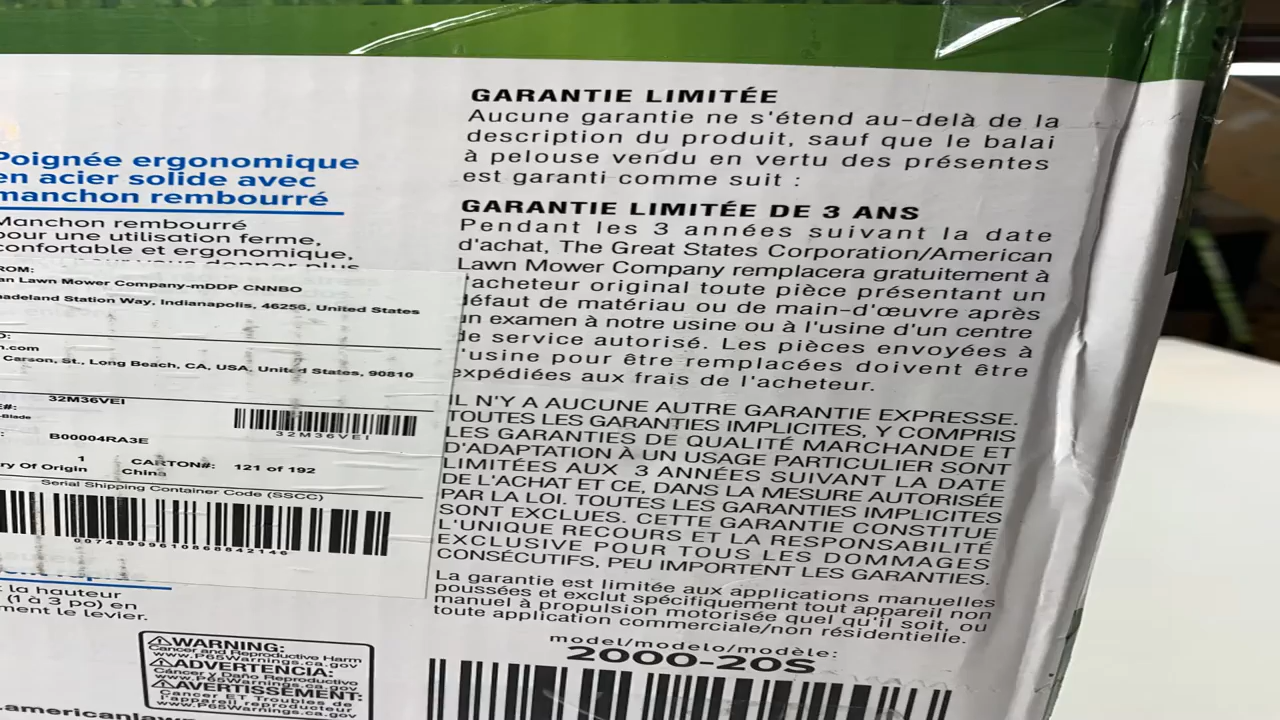 Poignée ergonomique
en acier solide avec
manchon rembourré
Manchon rembourré
pour une utilisation ferme,
confortable et ergonomique,
ROM:
an Lawn Mower Company-mDDP CNNBO
adeland Station Way, Indianapolis, 46256, United States
O:
n.com
Carson, St., Long Beach, CA, USA, United States, 90810
E#:
32M36VEI
-Blade
32M36VEI
B00004RA3E
1
CARTON#: 121 of 192
ry Of Origin China
Serial Shipping Container Code (SSCC)
00748999610868842146
la hauteur
(1 à 3 po) en
ment le levier.
WARNING:
Cancer and Reproductive Harm
www.P65Warnings.ca.gov
ADVERTENCIA:
Cáncer y Daño Reproductivo
www.P65Warnings.ca.gov
AVERTISSEMENT:
Cancer ET Troubles de
l'appareil reproducteur
www.P65Warnings.ca.gov
.americanlaw
GARANTIE LIMITÉE
Aucune garantie ne s'étend au-delà de la
description du produit, sauf que le balai
à pelouse vendu en vertu des présentes
est garanti comme suit :
GARANTIE LIMITÉE DE 3 ANS
Pendant les 3 années suivant la date
d'achat, The Great States Corporation/American
Lawn Mower Company remplacera gratuitement à
l'acheteur original toute pièce présentant un
défaut de matériau ou de main-d'œuvre après
un examen à notre usine ou à l'usine d'un centre
de service autorisé. Les pièces envoyées à
l'usine pour être remplacées doivent être
expédiées aux frais de l'acheteur.
IL N'Y A AUCUNE AUTRE GARANTIE EXPRESSE.
TOUTES LES GARANTIES IMPLICITES, Y COMPRIS
LES GARANTIES DE QUALITÉ MARCHANDE ET
D'ADAPTATION À UN USAGE PARTICULIER SONT
LIMITÉES AUX 3 ANNÉES SUIVANT LA DATE
DE L'ACHAT ET CE, DANS LA MESURE AUTORISÉE
PAR LA LOI. TOUTES LES GARANTIES IMPLICITES
SONT EXCLUES. CETTE GARANTIE CONSTITUE
L'UNIQUE RECOURS ET LA RESPONSABILITÉ
EXCLUSIVE POUR TOUS LES DOMMAGES
CONSÉCUTIFS, PEU IMPORTENT LES GARANTIES.
La garantie est limitée aux applications manuelles
poussées et exclut spécifiquement tout appareil non
manuel à propulsion motorisée quel qu'il soit, ou
toute application commerciale/non résidentielle.
model/modelo/modèle:
2000-20S